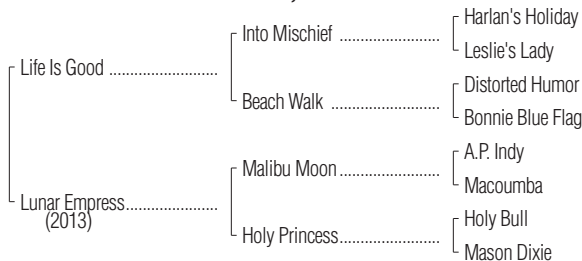 Harlan's Holiday
Into Mischief ....................
Leslie's Lady
Life Is Good ......................
Distorted Humor
Beach Walk ......................
Bonnie Blue Flag
A.P. Indy
Malibu Moon ....................
Macoumba
Lunar Empress...................
(2013)
Holy Bull
Holy Princess....................
Mason Dixie